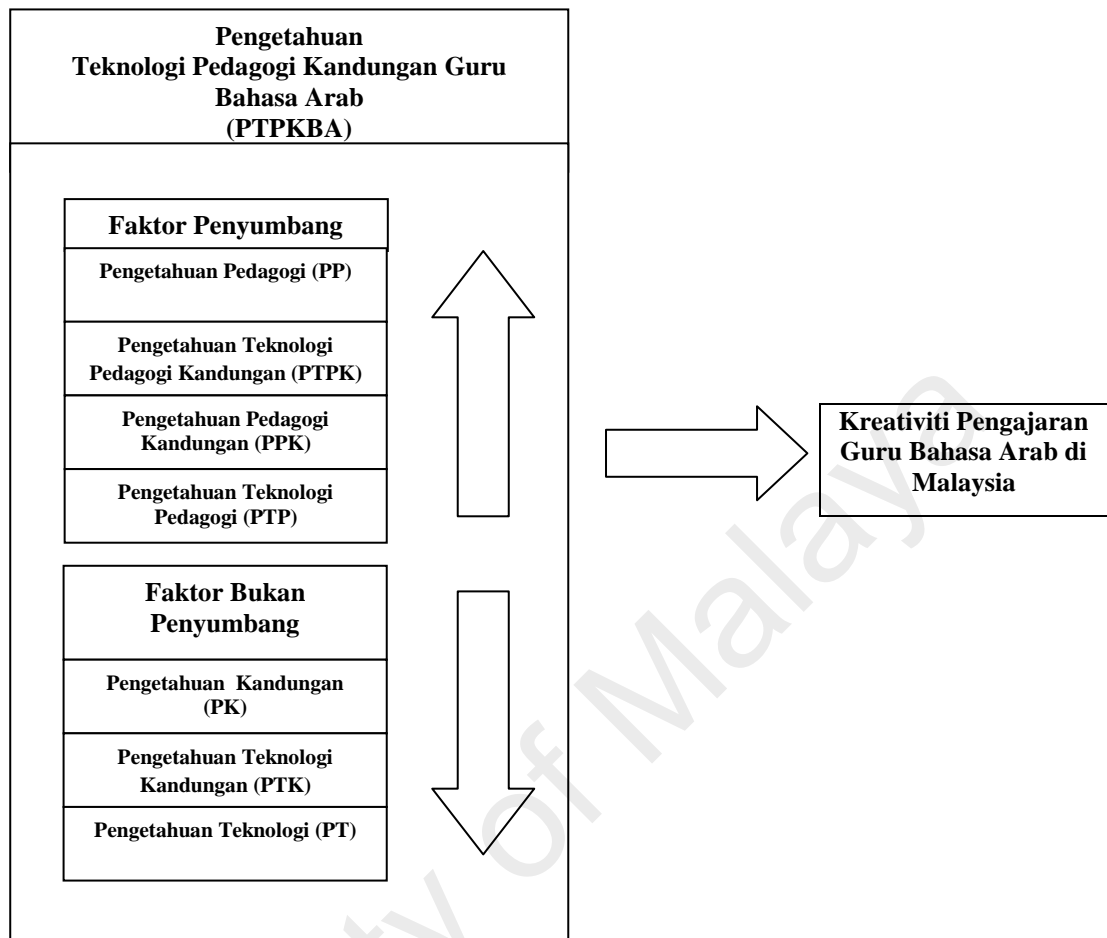 Pengetahuan
Teknologi Pedagogi Kandungan Guru
Bahasa Arab
(PTPKBA)
Faktor Penyumbang
Pengetahuan Pedagogi (PP)
Pengetahuan Teknologi
Pedagogi Kandungan (PTPK)
Pengetahuan Pedagogi
Kandungan (PPK)
Pengetahuan Teknologi
Pedagogi (PTP)
Faktor Bukan
Penyumbang
Pengetahuan Kandungan
(PK)
Pengetahuan Teknologi
Kandungan (PTK)
Pengetahuan Teknologi (PT)
Kreativiti Pengajaran
Guru Bahasa Arab di
Malaysia
of Malaya